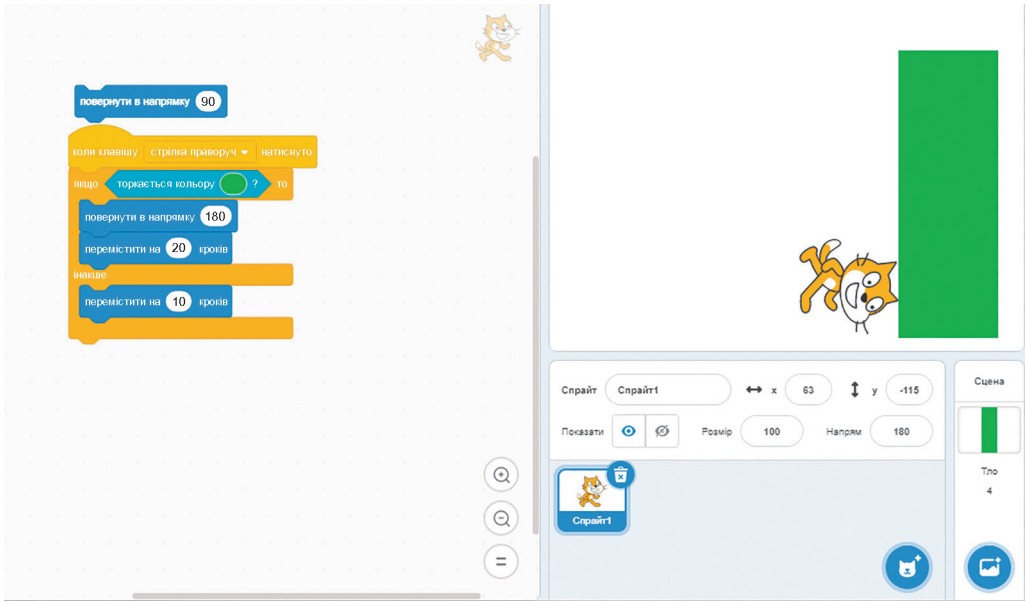 повернути в напрямку 90
коли клавішу стрілка праворуч натиснуто
якщо торкається кольору ? то
повернути в напрямку 180
перемістити на 20 кроків
інакше
перемістити на 10 кроків
Спрайт Спрайт1 x 63 y -115
Показати Розмір 100 Напрям 180
Спрайт1
Сцена
Тло
4